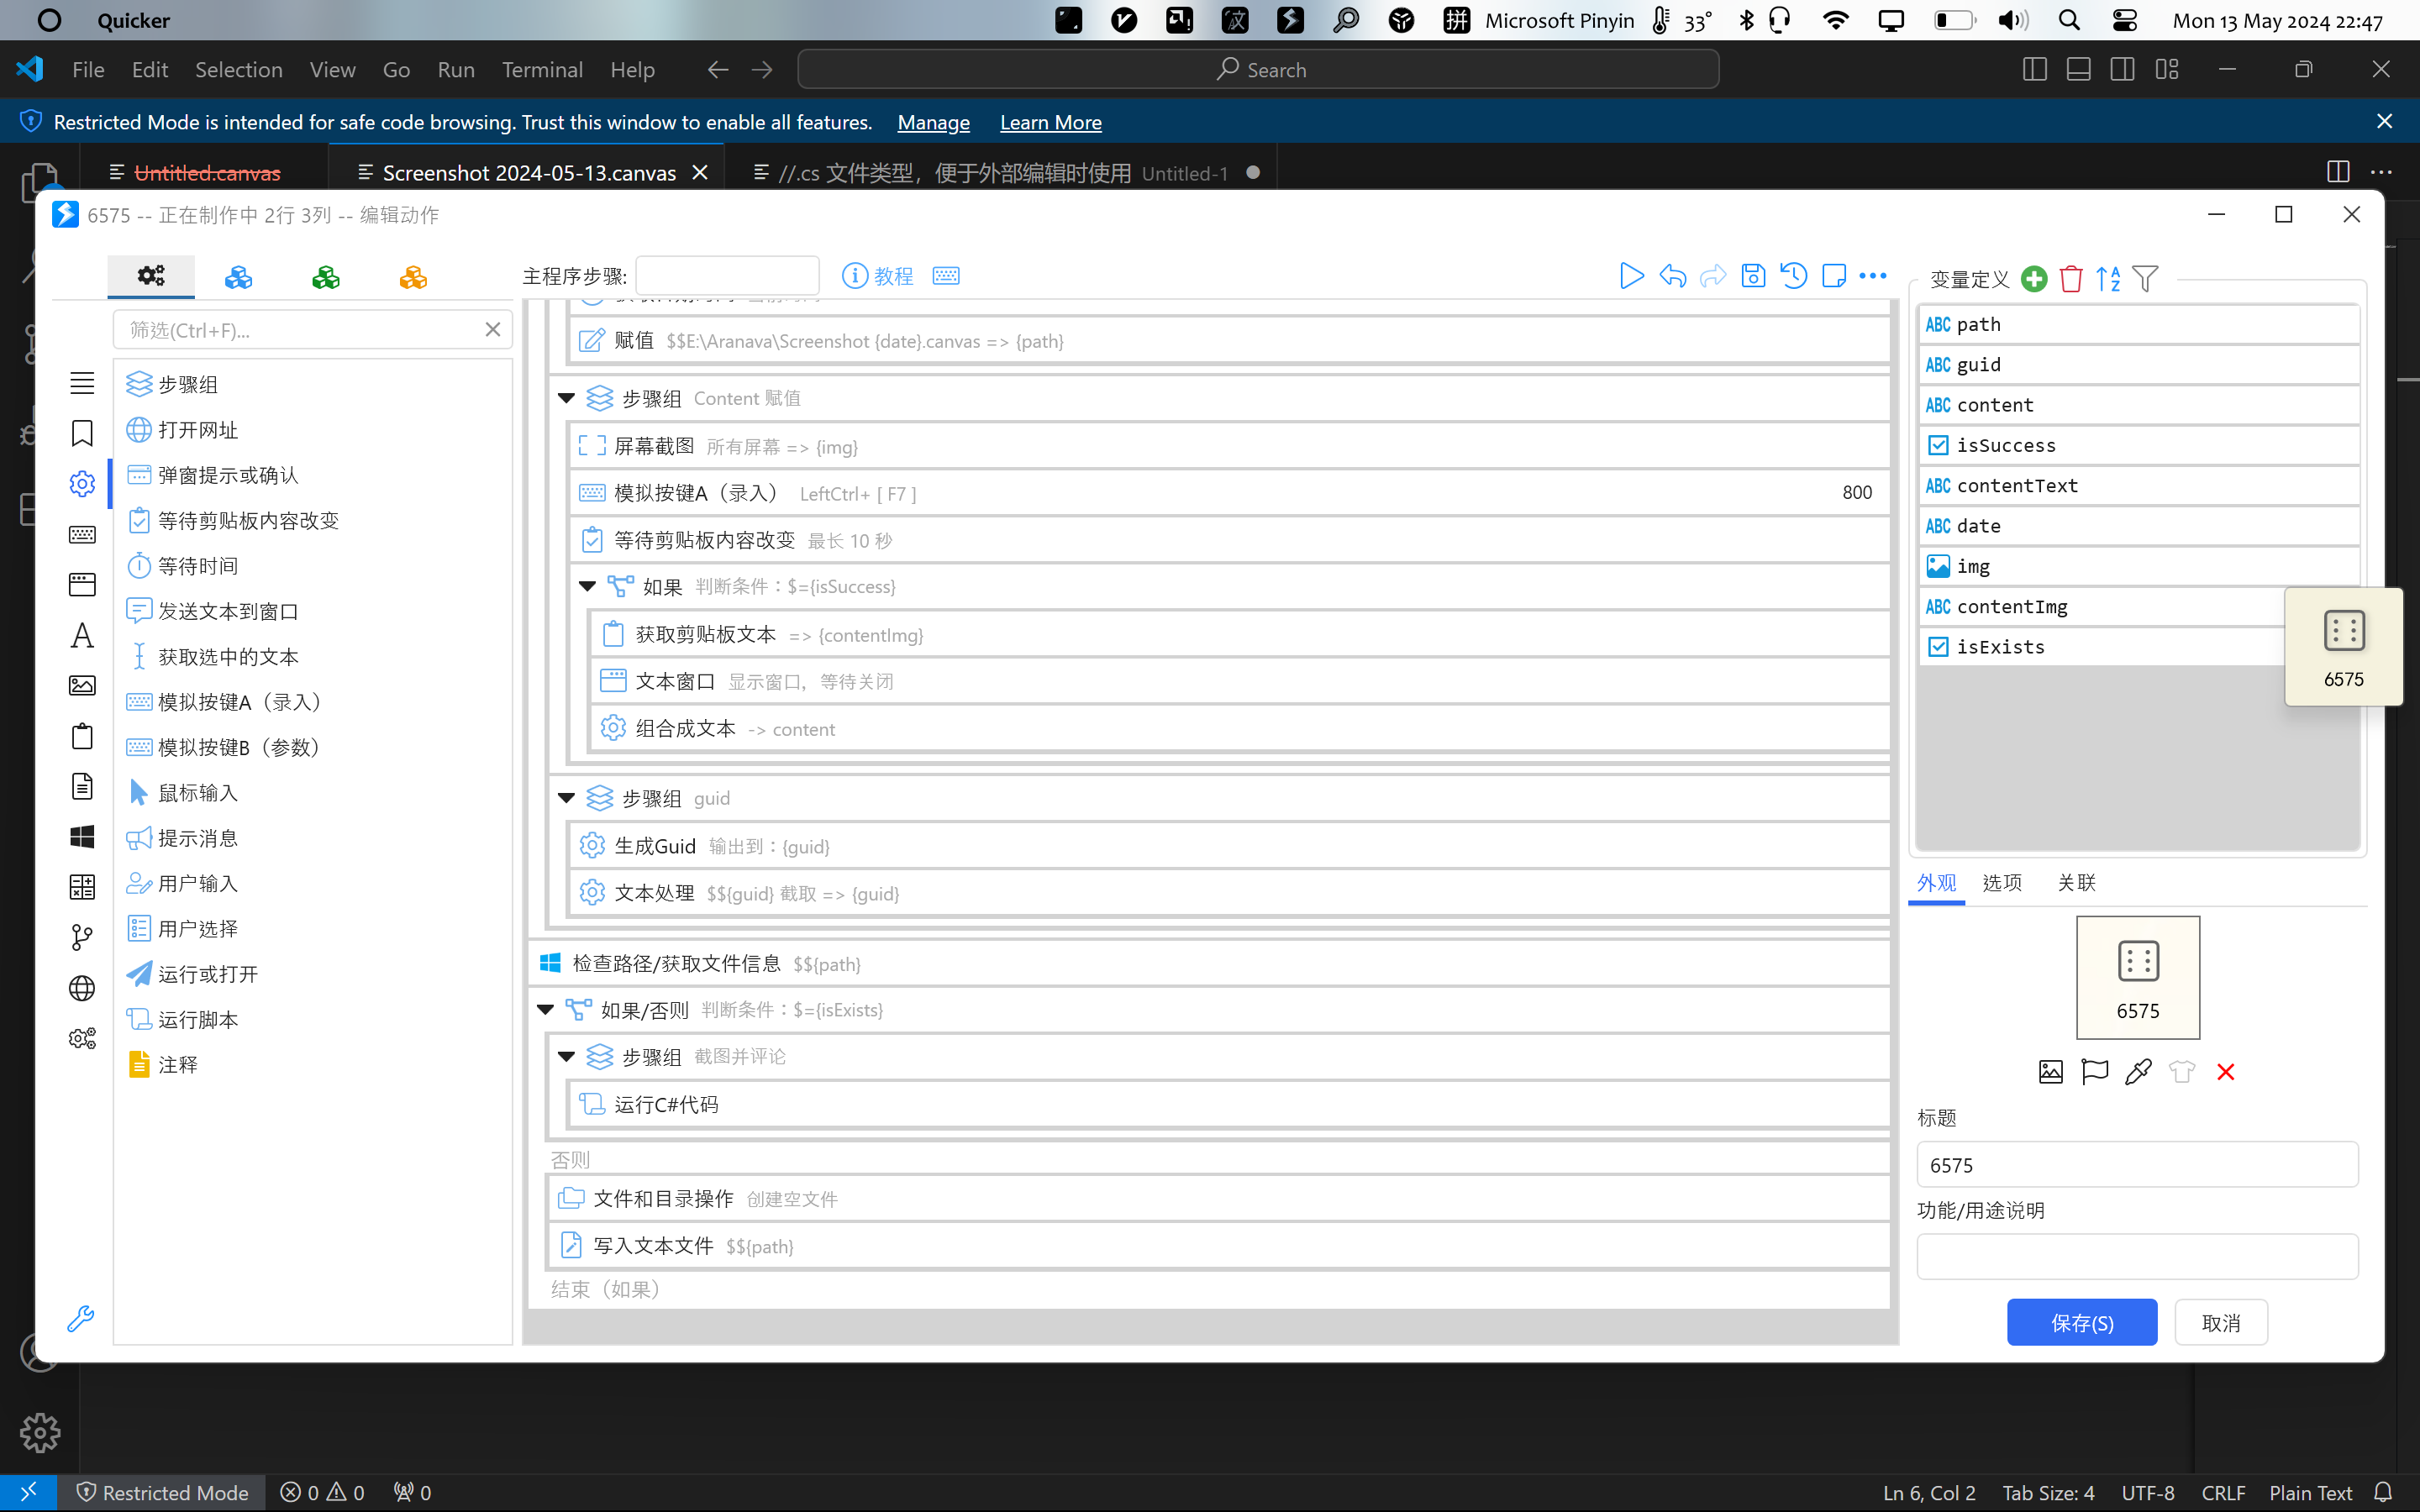 Quicker
Microsoft Pinyin
33°
Mon 13 May 2024 22:47
File Edit Selection View Go Run Terminal Help
Search
Restricted Mode is intended for safe code browsing. Trust this window to enable all features. Manage Learn More
Untitled.canvas
Screenshot 2024-05-13.canvas
//.cs 文件类型，便于外部编辑时使用 Untitled-1
6575 -- 正在制作中 2行 3列 -- 编辑动作
主程序步骤:
教程
筛选(Ctrl+F)...
步骤组
打开网址
弹窗提示或确认
等待剪贴板内容改变
等待时间
发送文本到窗口
获取选中的文本
模拟按键A（录入）
模拟按键B（参数）
鼠标输入
提示消息
用户输入
用户选择
运行或打开
运行脚本
注释
赋值 $$E:\Aranava\Screenshot {date}.canvas => {path}
步骤组 Content 赋值
屏幕截图 所有屏幕 => {img}
模拟按键A（录入） LeftCtrl+ [ F7 ] 800
等待剪贴板内容改变 最长 10 秒
如果 判断条件：$={isSuccess}
获取剪贴板文本 => {contentImg}
文本窗口 显示窗口，等待关闭
组合成文本 -> content
步骤组 guid
生成Guid 输出到：{guid}
文本处理 $${guid} 截取 => {guid}
检查路径/获取文件信息 $${path}
如果/否则 判断条件：$={isExists}
步骤组 截图并评论
运行C#代码
否则
文件和目录操作 创建空文件
写入文本文件 $${path}
结束（如果）
变量定义
ABC path
ABC guid
ABC content
isSuccess
ABC contentText
ABC date
img
ABC contentImg
isExists
6575
外观 选项 关联
6575
标题
6575
功能/用途说明
保存(S) 取消
Restricted Mode 0 0 0
Ln 6, Col 2 Tab Size: 4 UTF-8 CRLF Plain Text